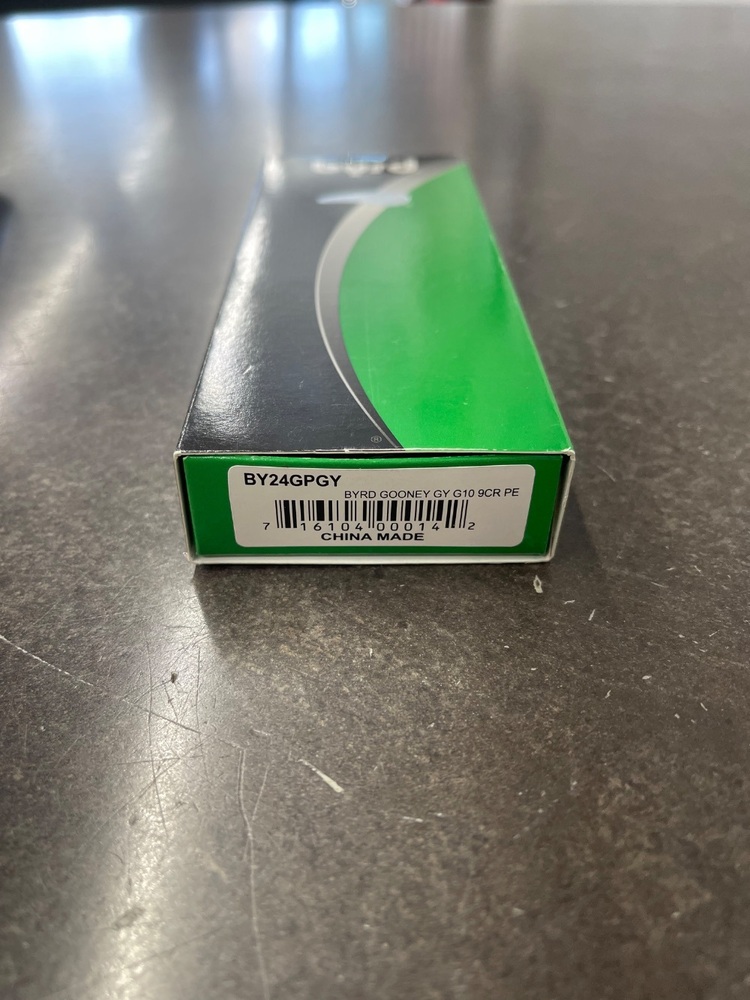 ®
BY24GPGY
BYRD GOONEY GY G10 9CR PE
7 16104 00014 2
CHINA MADE